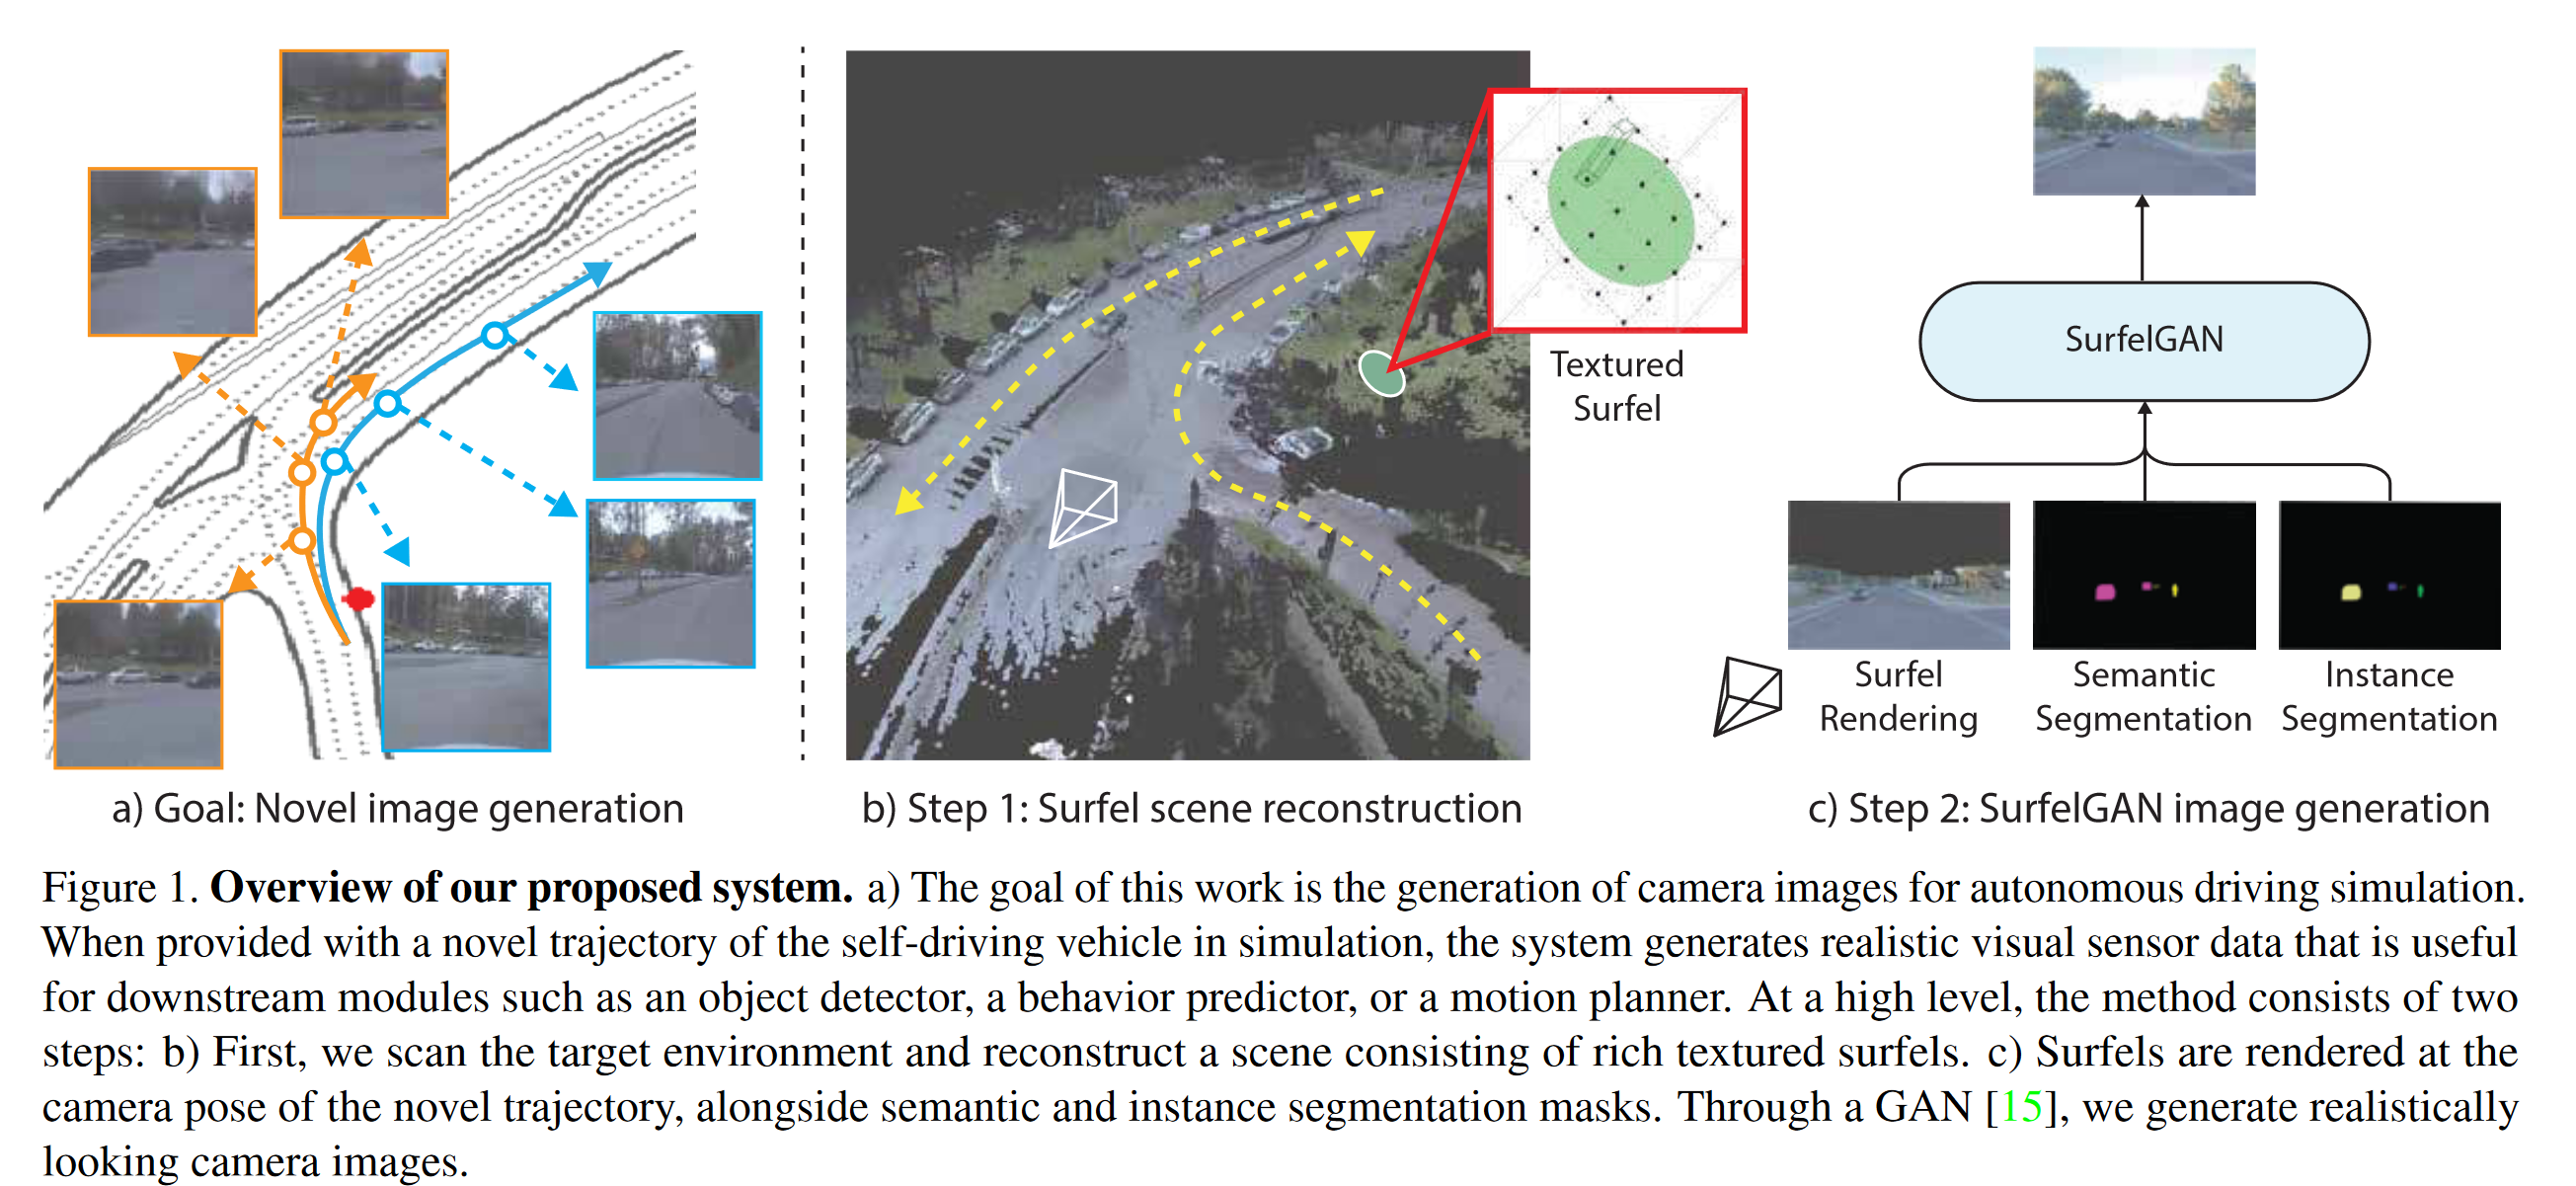 Textured
Surfel
SurfelGAN
Surfel
Rendering
Semantic
Segmentation
Instance
Segmentation
a) Goal: Novel image generation
b) Step 1: Surfel scene reconstruction
c) Step 2: SurfelGAN image generation
Figure 1. Overview of our proposed system. a) The goal of this work is the generation of camera images for autonomous driving simulation.
When provided with a novel trajectory of the self-driving vehicle in simulation, the system generates realistic visual sensor data that is useful
for downstream modules such as an object detector, a behavior predictor, or a motion planner. At a high level, the method consists of two
steps: b) First, we scan the target environment and reconstruct a scene consisting of rich textured surfels. c) Surfels are rendered at the
camera pose of the novel trajectory, alongside semantic and instance segmentation masks. Through a GAN [15], we generate realistically
looking camera images.